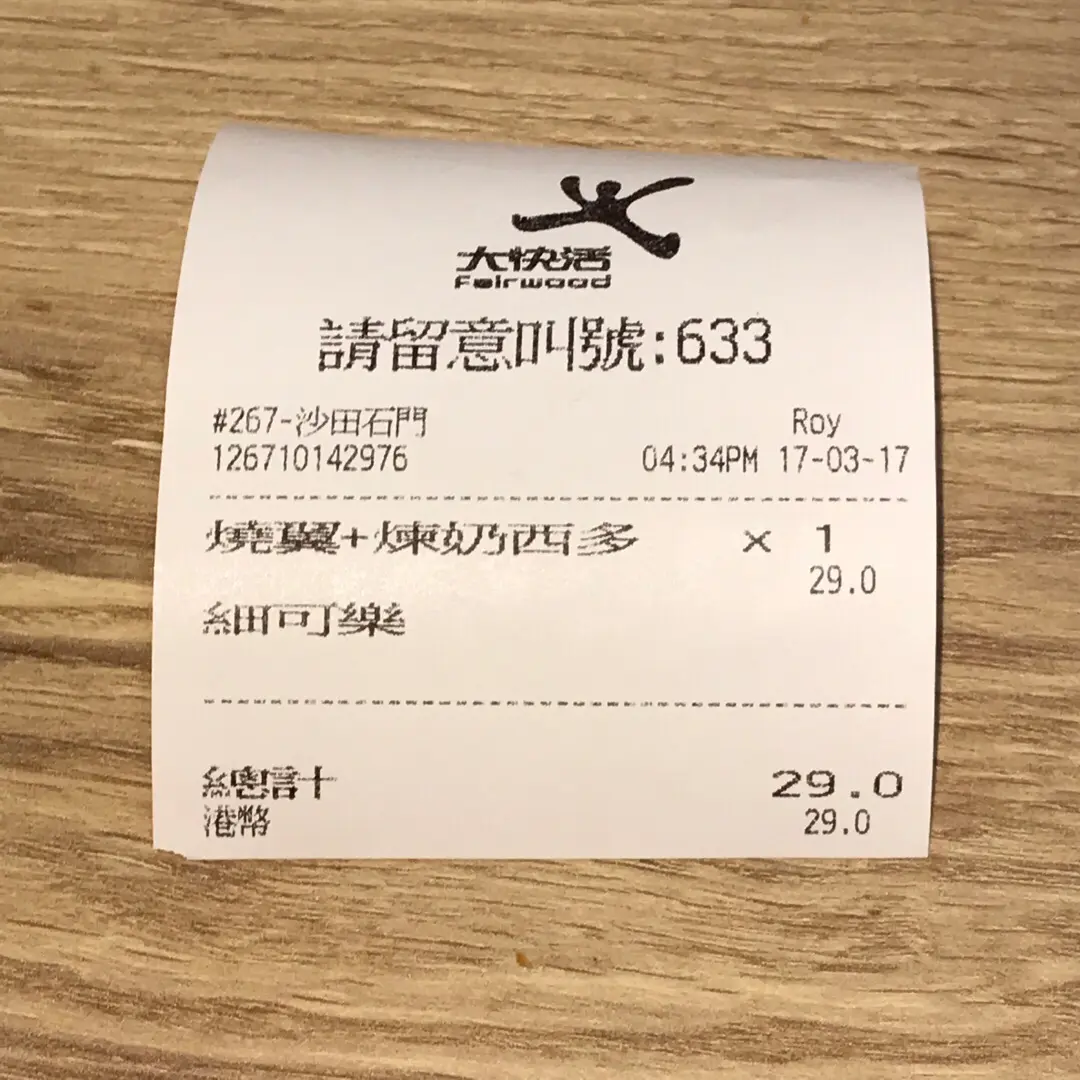 大快活
Fairwood
請留意叫號:633
#267-沙田石門 Roy
126710142976 04:34PM 17-03-17
燒翼+煉奶西多 x 1
29.0
細可樂
總計 29.0
港幣 29.0